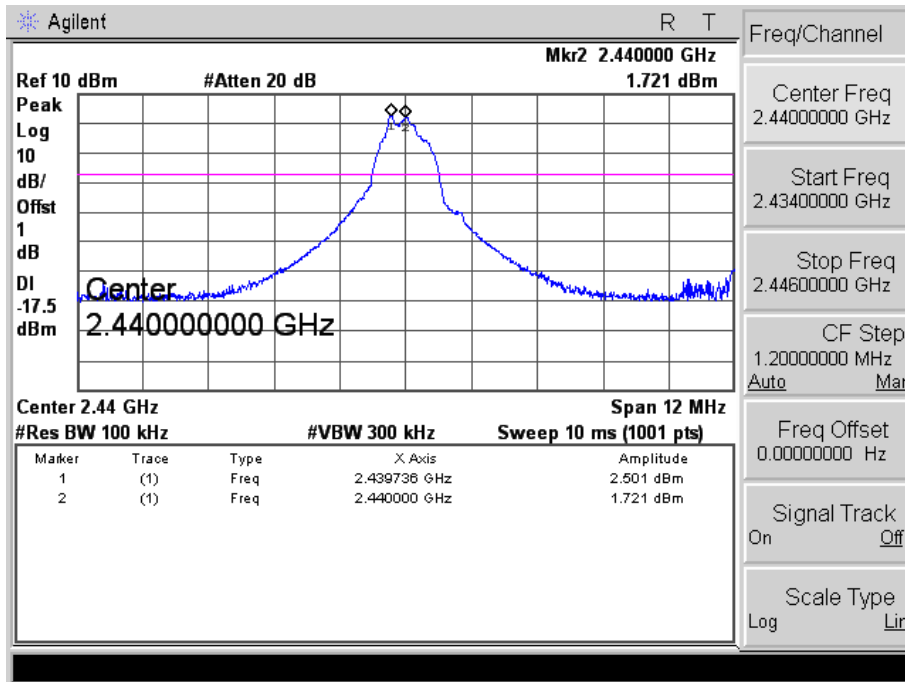 Agilent R T
Mkr2 2.440000 GHz
Ref 10 dBm #Atten 20 dB 1.721 dBm
Peak
Log
10
dB/
Offst
1
dB
DI
-17.5
dBm
1 2
Center
2.440000000 GHz
Center 2.44 GHz Span 12 MHz
#Res BW 100 kHz #VBW 300 kHz Sweep 10 ms (1001 pts)
Marker Trace Type X Axis Amplitude
1 (1) Freq 2.439736 GHz 2.501 dBm
2 (1) Freq 2.440000 GHz 1.721 dBm
Freq/Channel
Center Freq
2.44000000 GHz
Start Freq
2.43400000 GHz
Stop Freq
2.44600000 GHz
CF Step
1.20000000 MHz
Auto Man
Freq Offset
0.00000000 Hz
Signal Track
On Off
Scale Type
Log Lin